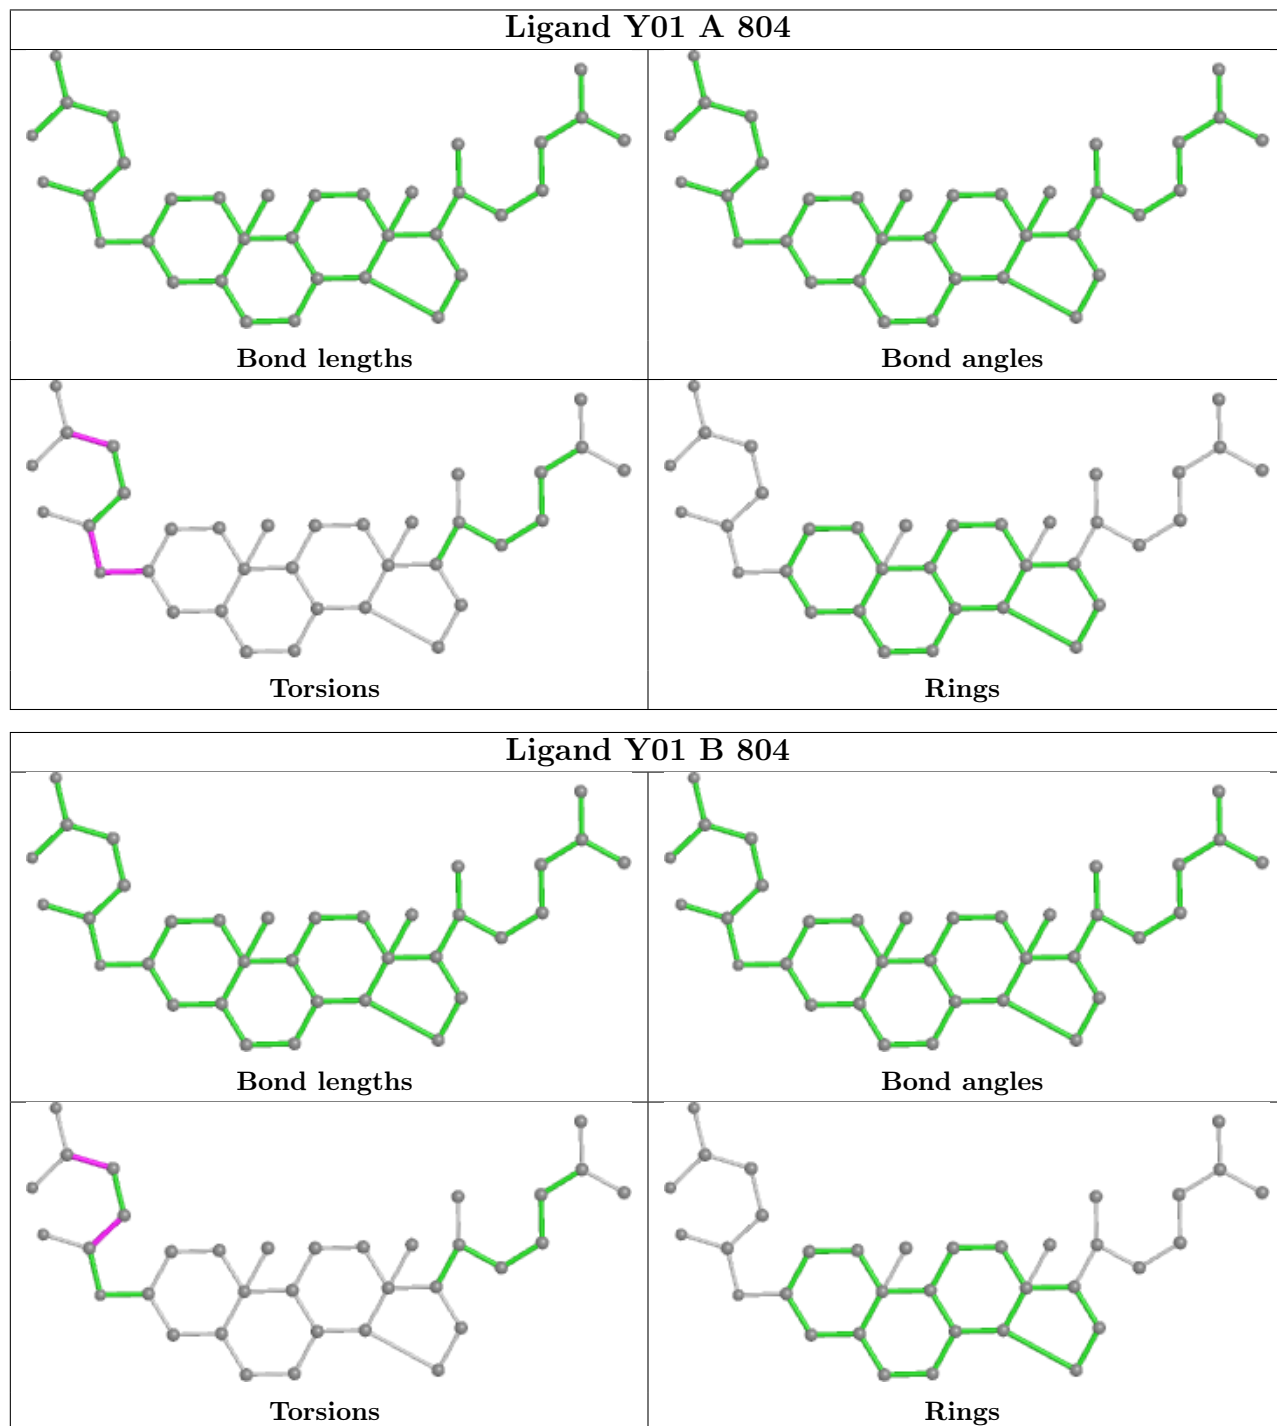 Ligand Y01 A 804
Bond lengths
Bond angles
Torsions
Rings
Ligand Y01 B 804
Bond lengths
Bond angles
Torsions
Rings